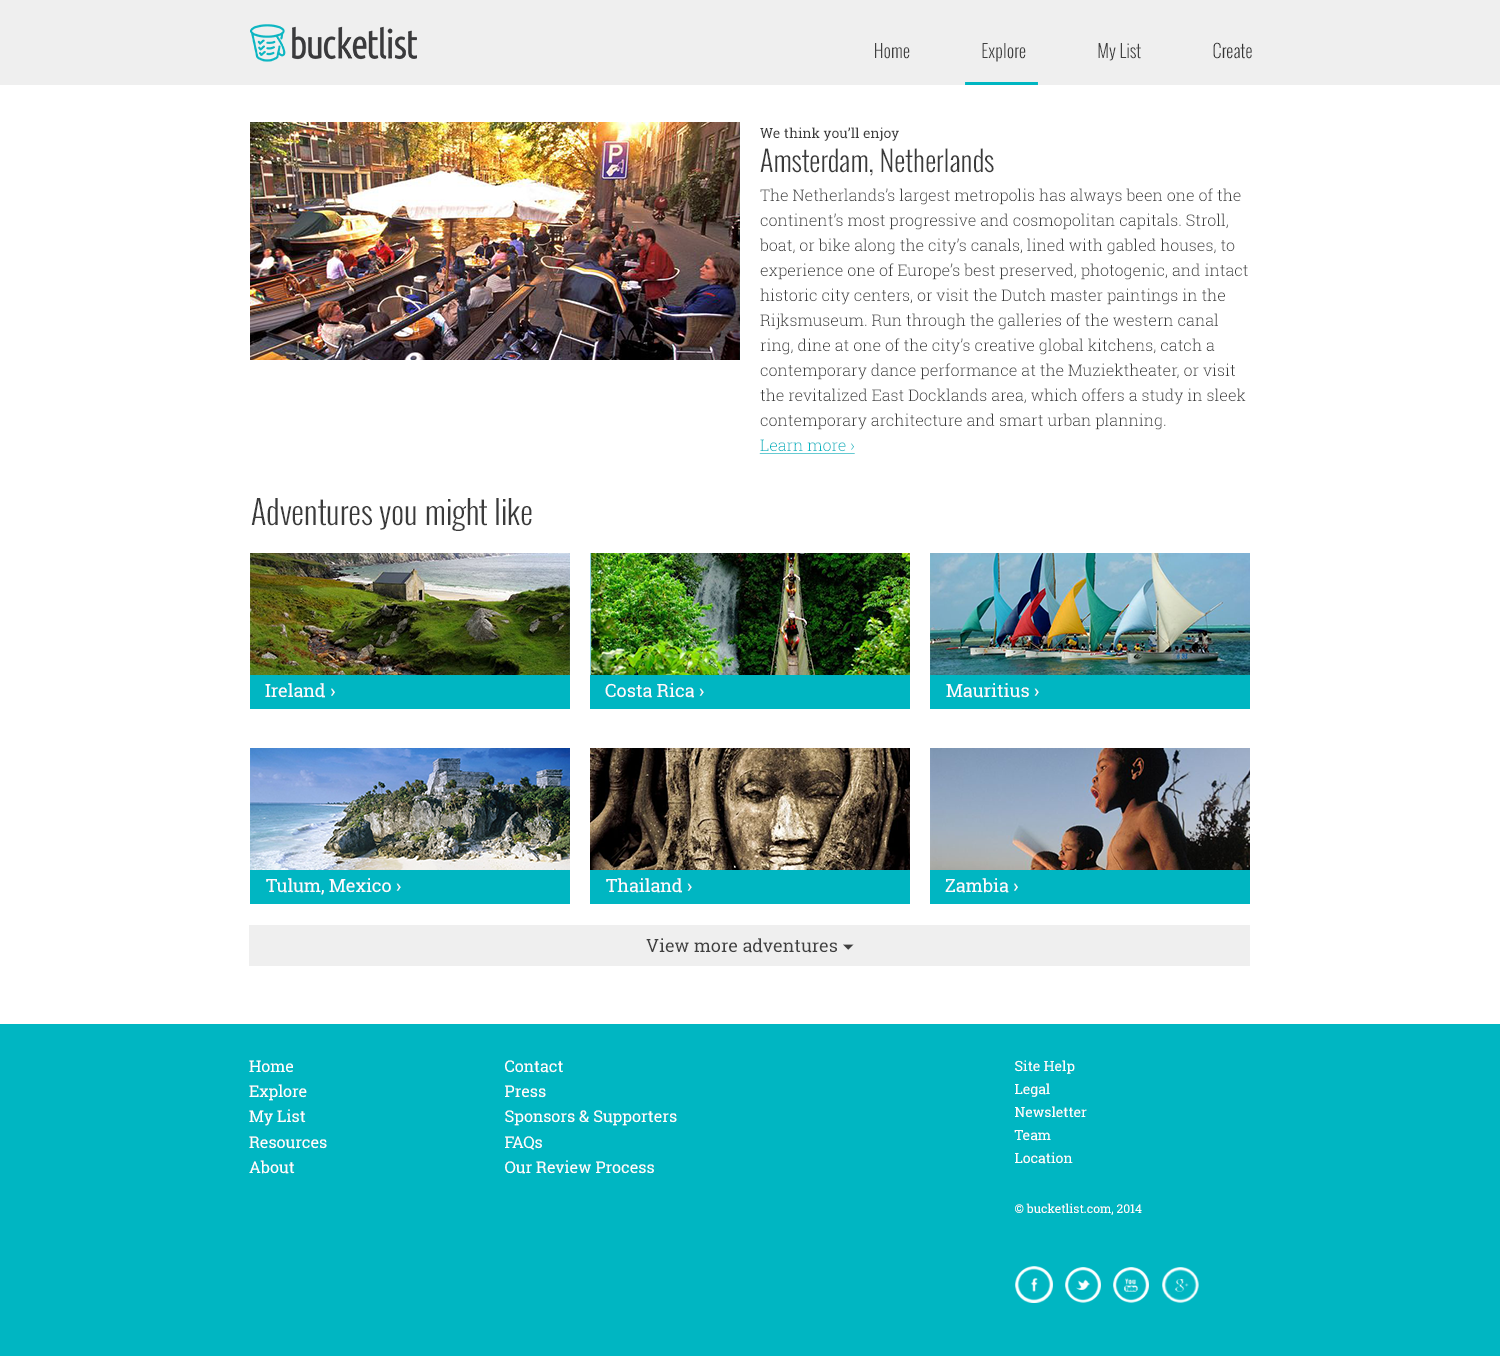 bucketlist
Home
Explore
My List
Create
P
We think you’ll enjoy
Amsterdam, Netherlands
The Netherlands’s largest metropolis has always been one of the
continent’s most progressive and cosmopolitan capitals. Stroll,
boat, or bike along the city’s canals, lined with gabled houses, to
experience one of Europe’s best preserved, photogenic, and intact
historic city centers, or visit the Dutch master paintings in the
Rijksmuseum. Run through the galleries of the western canal
ring, dine at one of the city’s creative global kitchens, catch a
contemporary dance performance at the Muziektheater, or visit
the revitalized East Docklands area, which offers a study in sleek
contemporary architecture and smart urban planning.
Learn more ›
Adventures you might like
Ireland ›
Costa Rica ›
Mauritius ›
Tulum, Mexico ›
Thailand ›
Zambia ›
View more adventures
Home
Explore
My List
Resources
About
Contact
Press
Sponsors & Supporters
FAQs
Our Review Process
Site Help
Legal
Newsletter
Team
Location
© bucketlist.com, 2014
f
You
Tube
g+